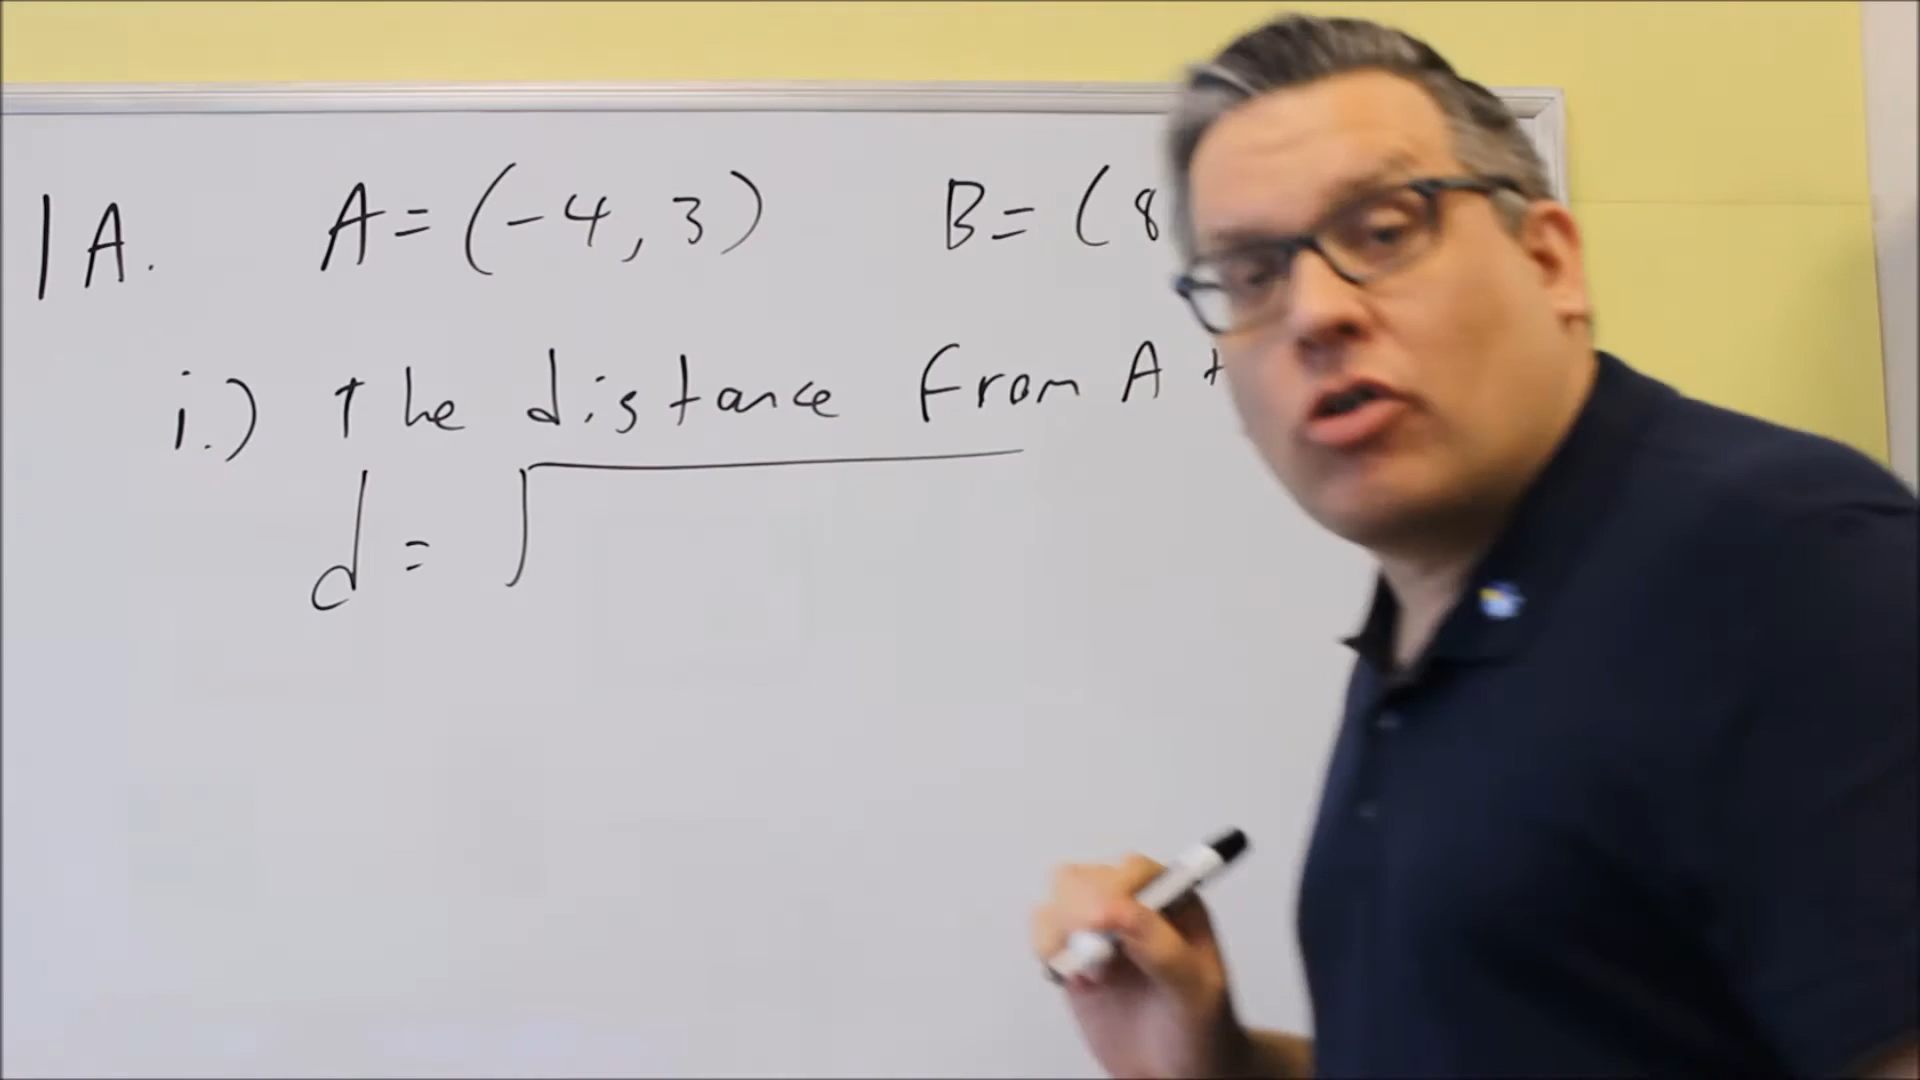 1A. A = (-4, 3) B = (8
i.) the distance from A t
d = √